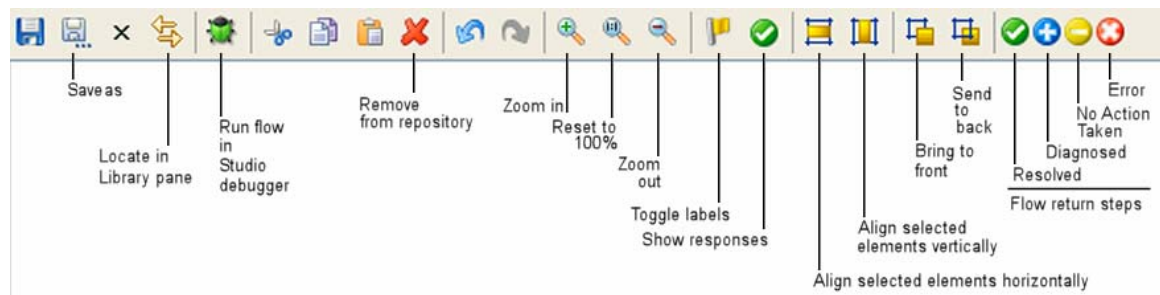 1:1
Save as
Locate in
Library pane
Run flow
in
Studio
debugger
Remove
from repository
Zoom in
Reset to
100%
Zoom
out
Toggle labels
Show responses
Align selected elements horizontally
Align selected
elements vertically
Bring to
front
Send
to
back
Resolved
Diagnosed
No Action
Taken
Error
Flow return steps